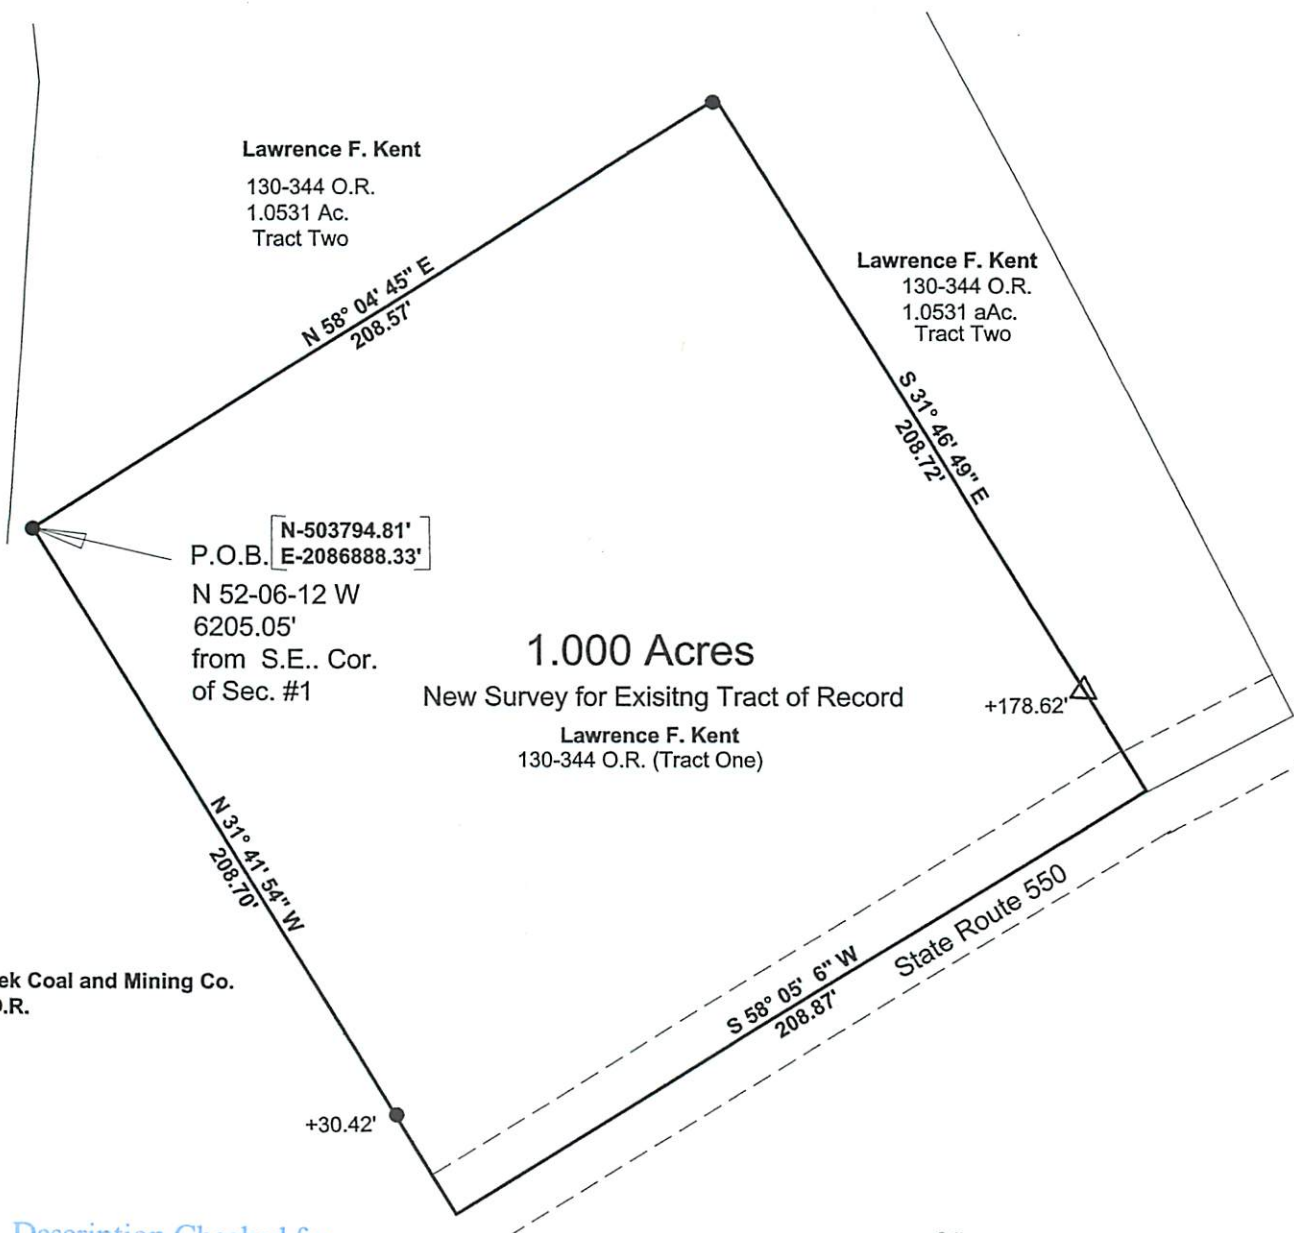 Lawrence F. Kent
130-344 O.R.
1.0531 Ac.
Tract Two
Lawrence F. Kent
130-344 O.R.
1.0531 aAc.
Tract Two
N 58° 04' 45" E
208.57'
S 31° 46' 49" E
208.72'
P.O.B. N-503794.81'
E-2086888.33'
N 52-06-12 W
6205.05'
from S.E.. Cor.
of Sec. #1
1.000 Acres
New Survey for Exisitng Tract of Record
Lawrence F. Kent
130-344 O.R. (Tract One)
+178.62'
N 31° 41' 54" W
208.70'
State Route 550
S 58° 05' 6" W
208.87'
ek Coal and Mining Co.
O.R.
+30.42'
Description Checked for